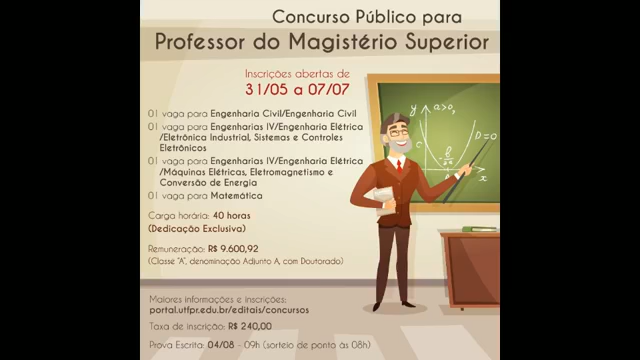 Concurso Público para
Professor do Magistério Superior
Inscrições abertas de
31/05 a 07/07
01 vaga para Engenharia Civil/Engenharia Civil
01 vaga para Engenharias IV/Engenharia Elétrica
/Eletrônica Industrial, Sistemas e Controles
Eletrônicos
01 vaga para Engenharias IV/Engenharia Elétrica
/Máquinas Elétricas, Eletromagnetismo e
Conversão de Energia
01 vaga para Matemática
Carga horária: 40 horas
(Dedicação Exclusiva)
Remuneração: R$ 9.600,92
(Classe “A”, denominação Adjunto A, com Doutorado)
Maiores informações e inscrições:
portal.utfpr.edu.br/editais/concursos
Taxa de inscrição: R$ 240,00
Prova Escrita: 04/08 - 09h (sorteio de ponto às 08h)
y a>0,
D=0
C
x